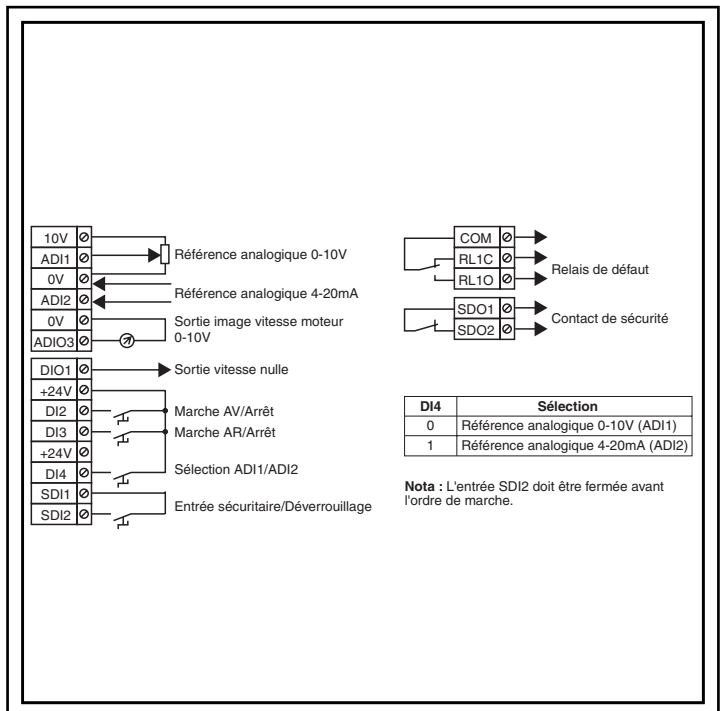 10V
ADI1
0V
ADI2
0V
ADIO3
Référence analogique 0-10V
Référence analogique 4-20mA
Sortie image vitesse moteur
0-10V
DIO1
+24V
DI2
DI3
+24V
DI4
SDI1
SDI2
Sortie vitesse nulle
Marche AV/Arrêt
Marche AR/Arrêt
Sélection ADI1/ADI2
Entrée sécuritaire/Déverrouillage
COM
RL1C
RL1O
Relais de défaut
SDO1
SDO2
Contact de sécurité
DI4 Sélection
0 Référence analogique 0-10V (ADI1)
1 Référence analogique 4-20mA (ADI2)
Nota : L'entrée SDI2 doit être fermée avant
l'ordre de marche.